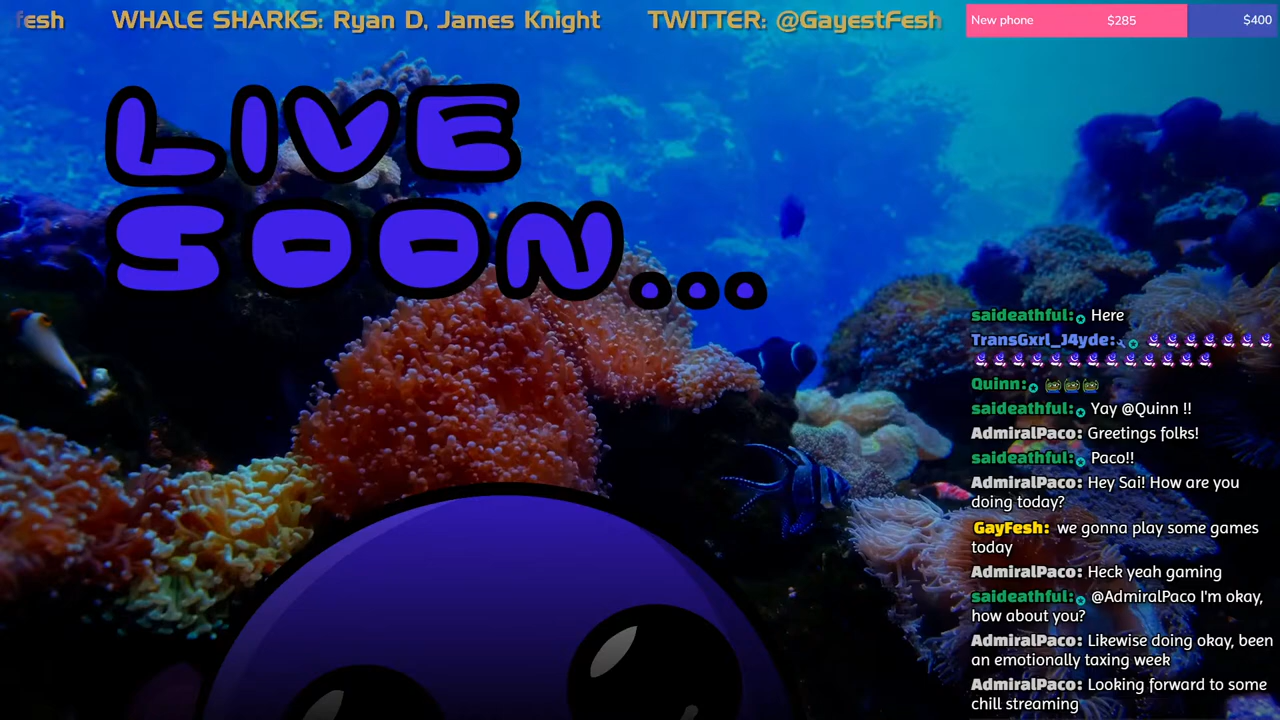 fesh WHALE SHARKS: Ryan D, James Knight TWITTER: @GayestFesh
New phone $285 $400
LIVE
SOON...
saideathful: Here
TransGxrl_J4yde:
Quinn:
saideathful: Yay @Quinn !!
AdmiralPaco: Greetings folks!
saideathful: Paco!!
AdmiralPaco: Hey Sai! How are you
doing today?
GayFesh: we gonna play some games
today
AdmiralPaco: Heck yeah gaming
saideathful: @AdmiralPaco I'm okay,
how about you?
AdmiralPaco: Likewise doing okay, been
an emotionally taxing week
AdmiralPaco: Looking forward to some
chill streaming